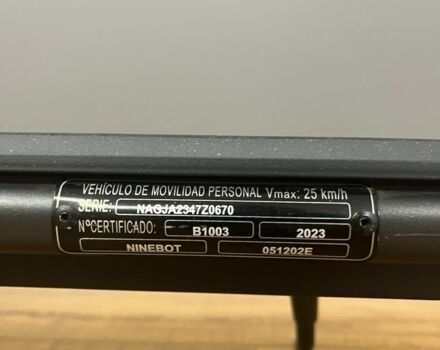 VEHÍCULO DE MOVILIDAD PERSONAL Vmax: 25 km/h
SERIE: NAGJA2347Z0670
NºCERTIFICADO: B1003 2023
NINEBOT 051202E